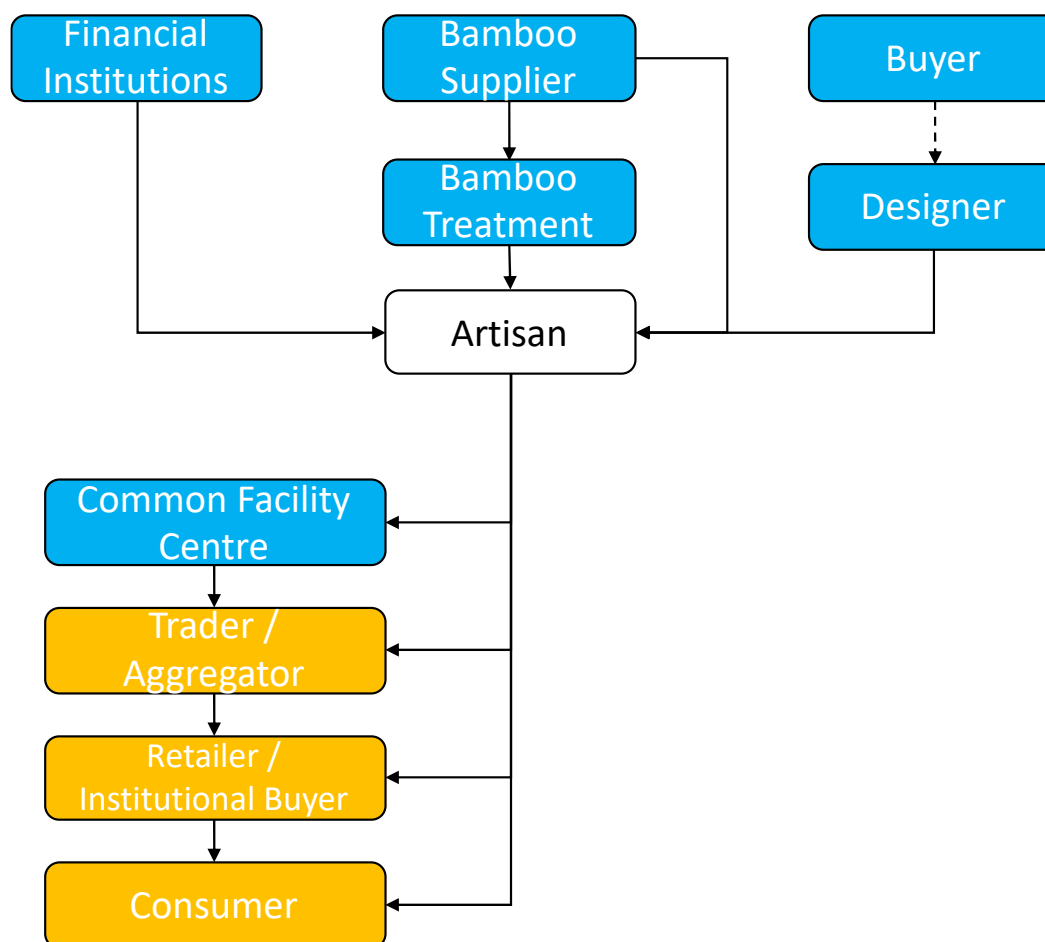 Financial
Institutions
Bamboo
Supplier
Buyer
Bamboo
Treatment
Designer
Artisan
Common Facility
Centre
Trader /
Aggregator
Retailer /
Institutional Buyer
Consumer